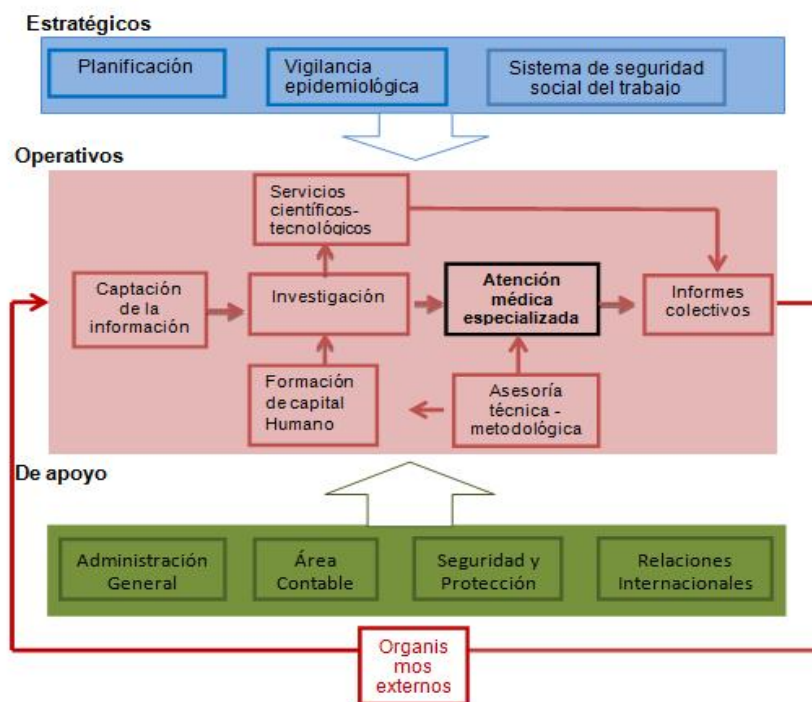 Estratégicos
Planificación
Vigilancia
epidemiológica
Sistema de seguridad
social del trabajo
Operativos
Servicios
científicos-
tecnológicos
Captación
de la
información
Investigación
Atención
médica
especializada
Informes
colectivos
Formación
de capital
Humano
Asesoría
técnica -
metodológica
De apoyo
Administración
General
Área
Contable
Seguridad y
Protección
Relaciones
Internacionales
Organis
mos
externos